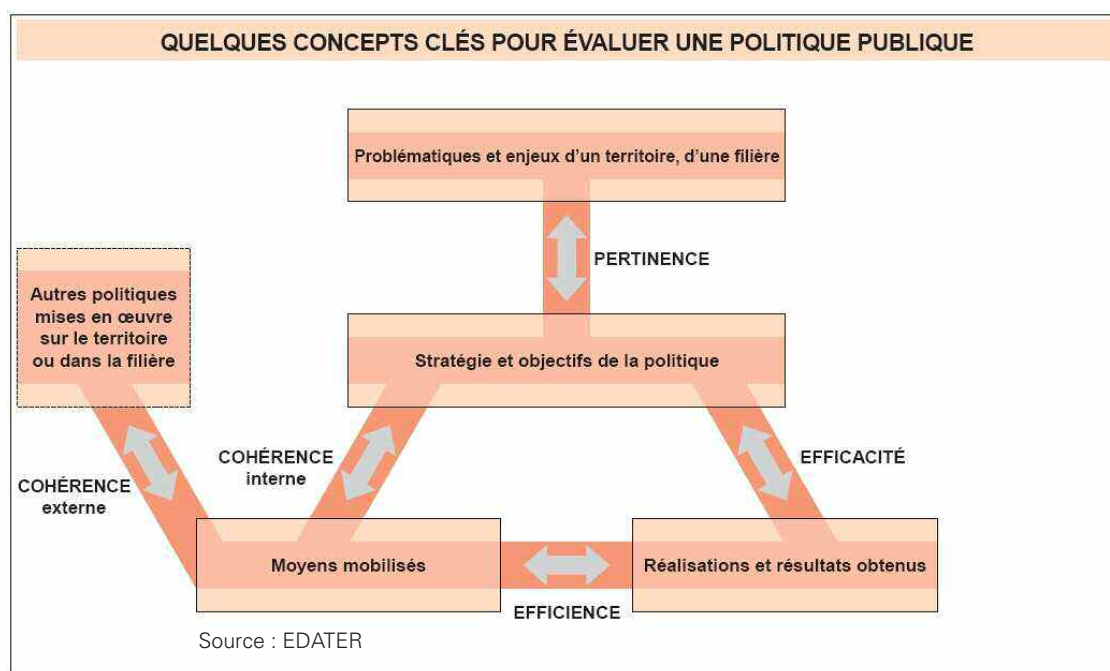 QUELQUES CONCEPTS CLÉS POUR ÉVALUER UNE POLITIQUE PUBLIQUE
Problématiques et enjeux d'un territoire, d'une filière
PERTINENCE
Autres politiques
mises en œuvre
sur le territoire
ou dans la filière
Stratégie et objectifs de la politique
COHÉRENCE
externe
COHÉRENCE
interne
EFFICACITÉ
Moyens mobilisés
EFFICIENCE
Réalisations et résultats obtenus
Source : EDATER